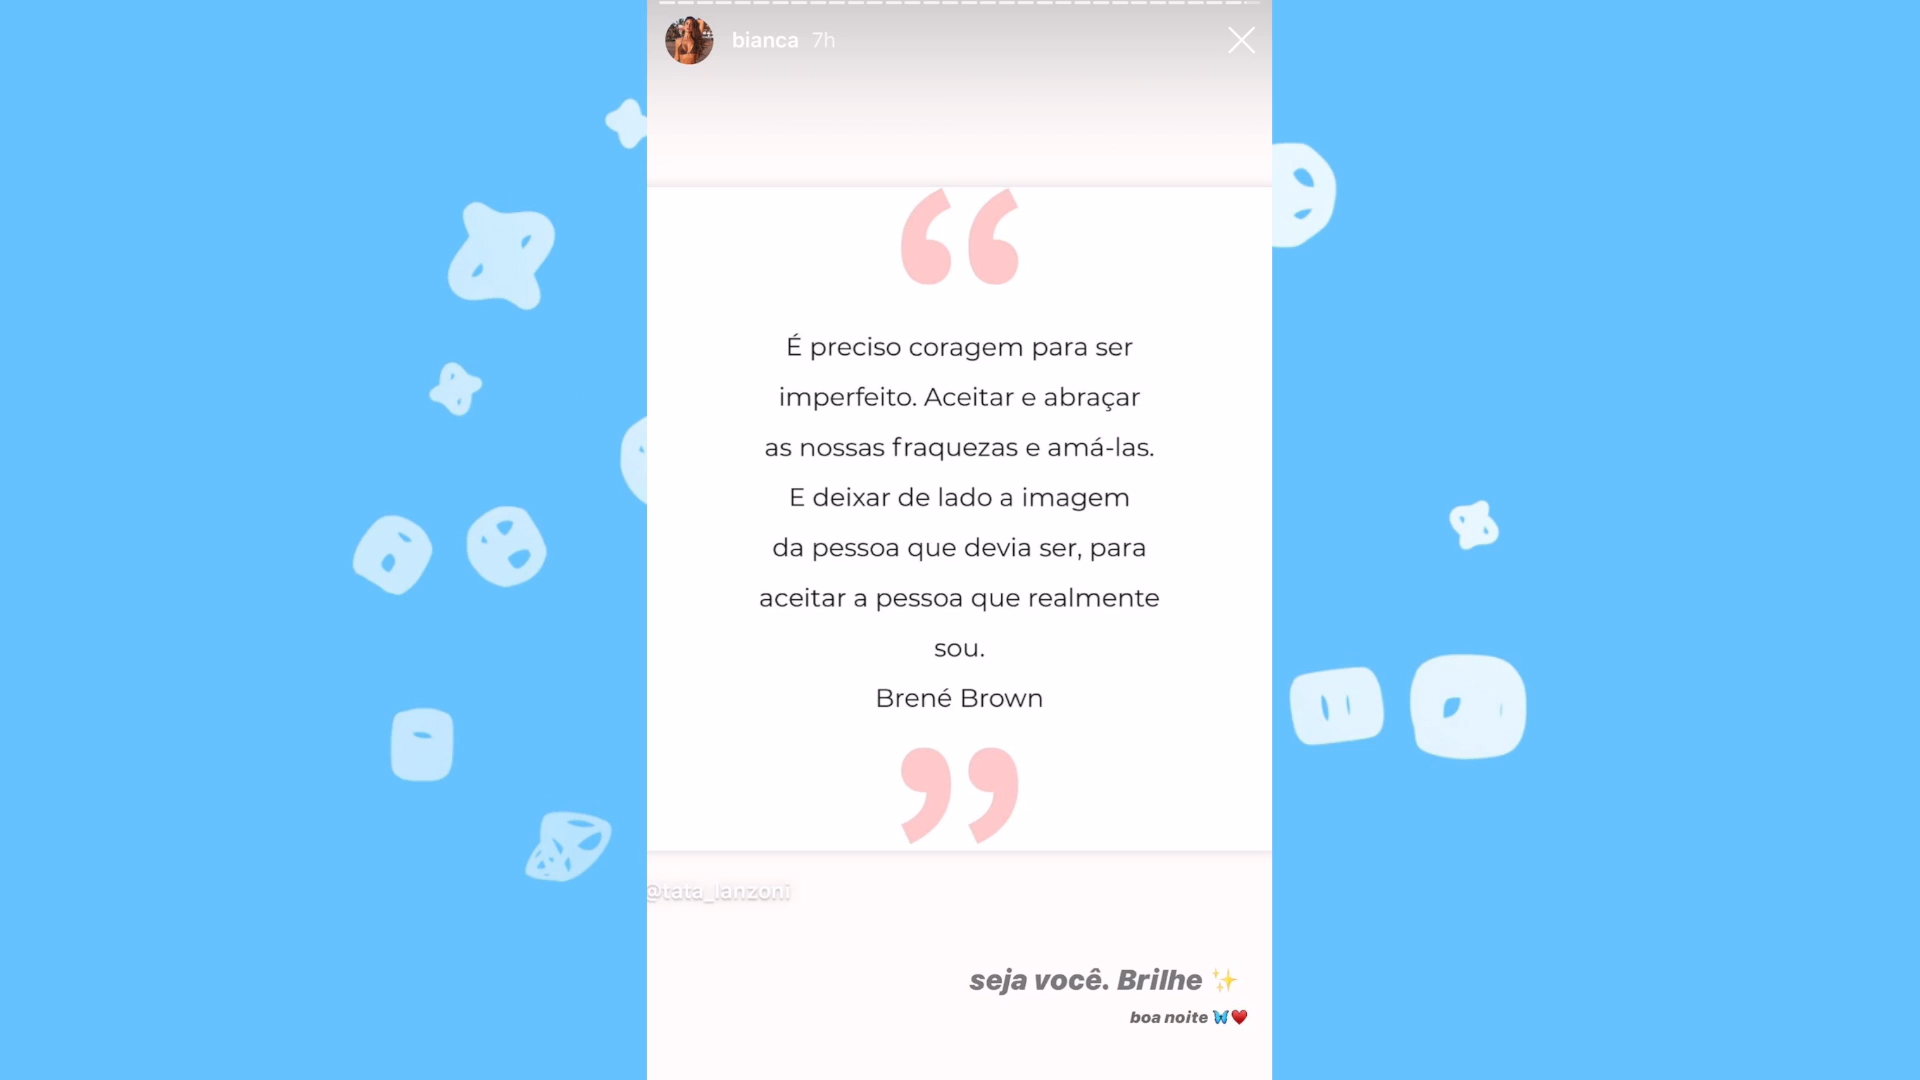 bianca 7h
É preciso coragem para ser
imperfeito. Aceitar e abraçar
as nossas fraquezas e amá-las.
E deixar de lado a imagem
da pessoa que devia ser, para
aceitar a pessoa que realmente
sou.
Brené Brown
@tata_lanzoni
seja você. Brilhe ✨
boa noite 🦋♥️